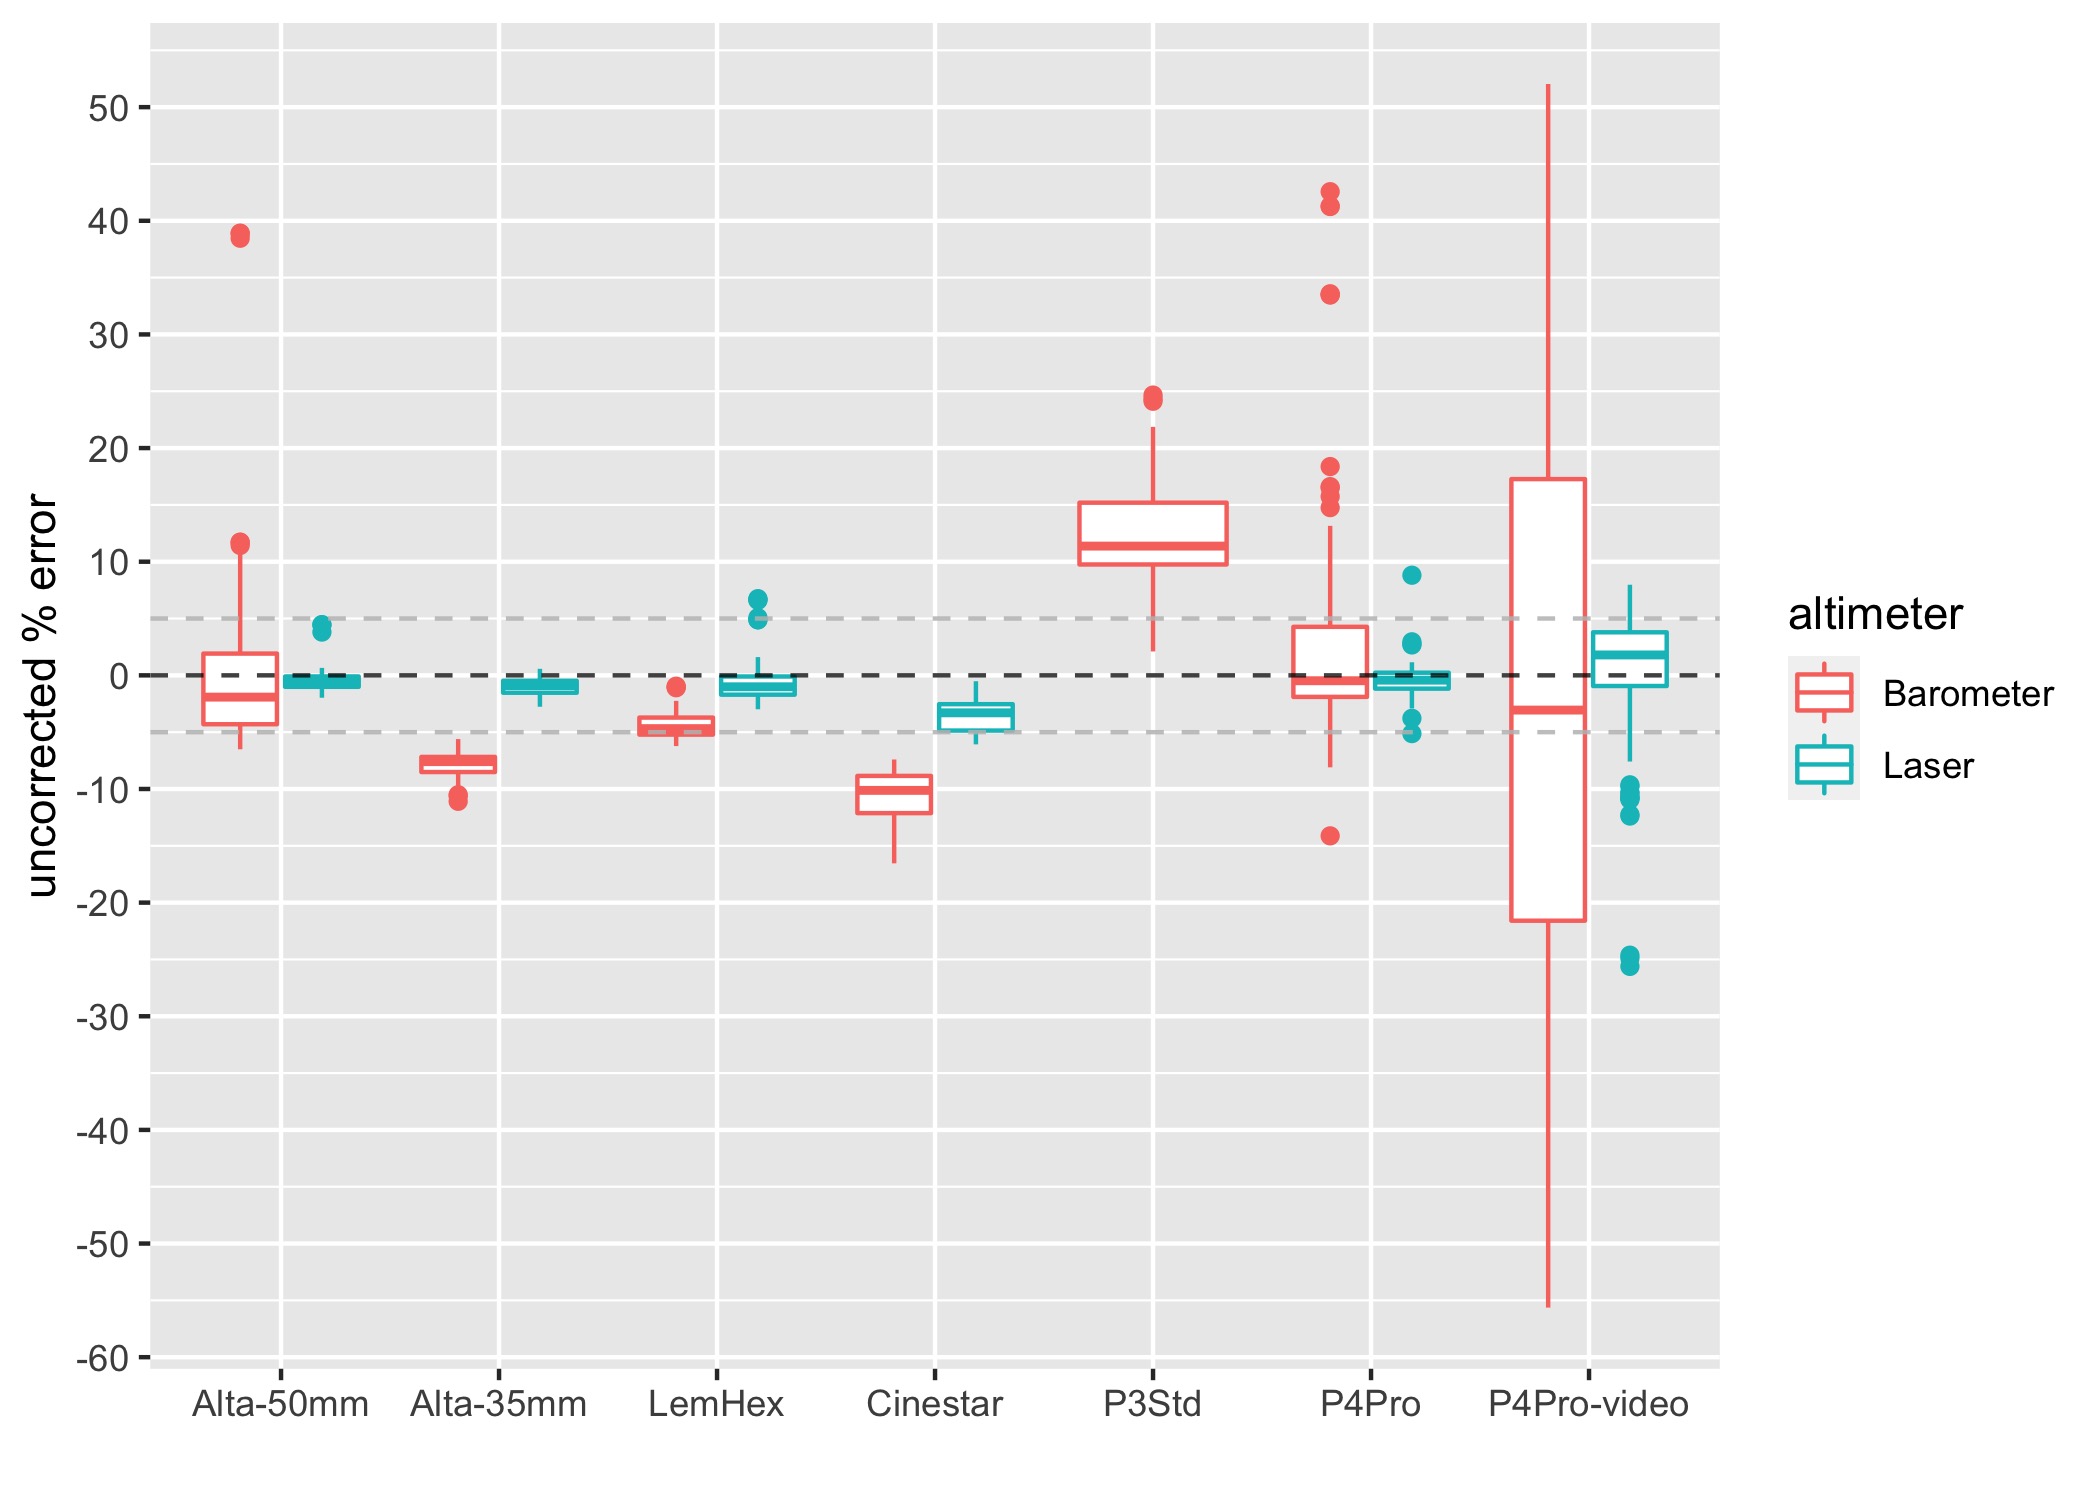 uncorrected % error
50
40
30
20
10
0
-10
-20
-30
-40
-50
-60
Alta-50mm Alta-35mm LemHex Cinestar P3Std P4Pro P4Pro-video
altimeter
Barometer
Laser